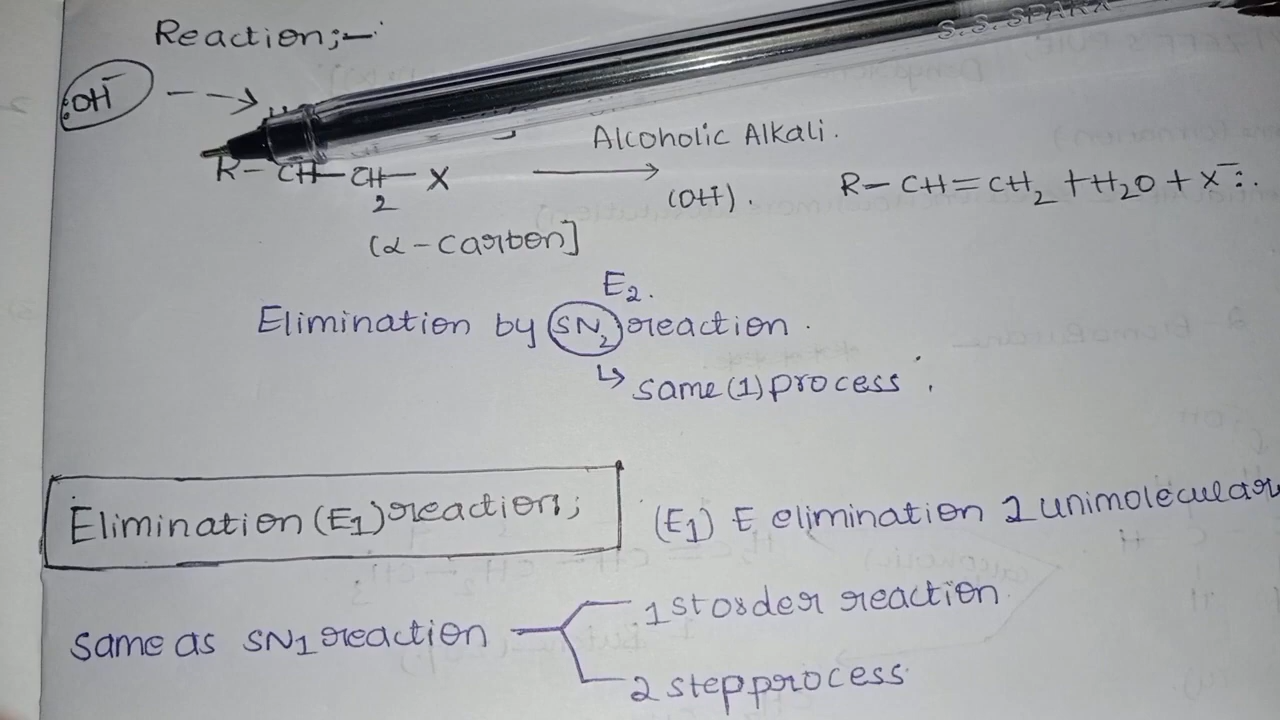 Reaction;-
:OH⁻ -->
S.S.SPARK
Alcoholic Alkali.
R-CH-CH₂-X → (OH⁻). R-CH=CH₂+H₂O+X⁻:.
(α-Carbon]
E₂.
Elimination by SN₂ reaction.
↳ same (1) process.
Elimination (E₁) reaction;
(E₁) E elimination 1 unimolecular
same as SN₁ reaction
1st order reaction
2 step process.